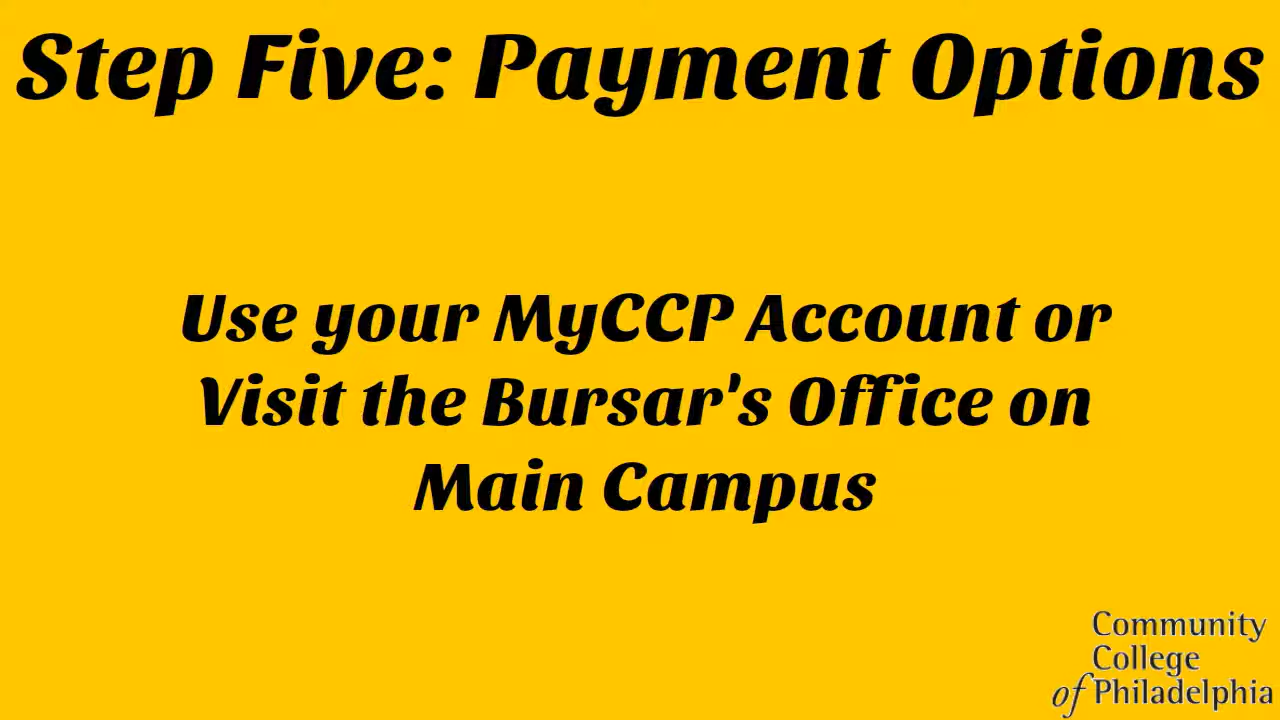 Step Five: Payment Options
Use your MyCCP Account or
Visit the Bursar's Office on
Main Campus
Community
College
of Philadelphia